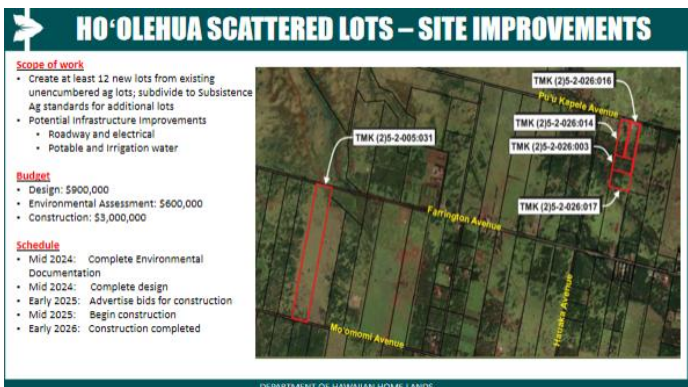 HOʻOLEHUA SCATTERED LOTS – SITE IMPROVEMENTS
Scope of work
• Create at least 12 new lots from existing
unencumbered ag lots; subdivide to Subsistence
Ag standards for additional lots
• Potential Infrastructure Improvements
• Roadway and electrical
• Potable and Irrigation water
Budget
• Design: $900,000
• Environmental Assessment: $600,000
• Construction: $3,000,000
Schedule
• Mid 2024: Complete Environmental
Documentation
• Mid 2024: Complete design
• Early 2025: Advertise bids for construction
• Mid 2025: Begin construction
• Early 2026: Construction completed
TMK (2)5-2-026:016
Pu'u Kapele Avenue
TMK (2)5-2-026:014
TMK (2)5-2-005:031
TMK (2)5-2-026:003
TMK (2)5-2-026:017
Farrington Avenue
Hauaka Avenue
Mo'omomi Avenue
DEPARTMENT OF HAWAIIAN HOME LANDS